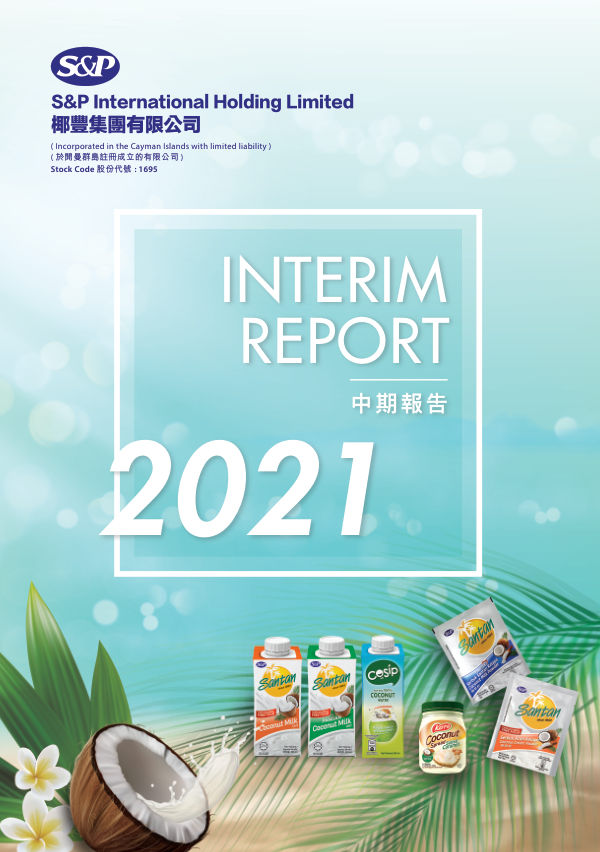 S&P
S&P International Holding Limited
椰豐集團有限公司
( Incorporated in the Cayman Islands with limited liability )
( 於開曼群島註冊成立的有限公司 )
Stock Code 股份代號 : 1695
INTERIM
REPORT
中期報告
2021
Santan
Coconut Milk
Santan
Coconut Milk
Cosip
COCONUT
WATER
Santan
Coconut
Spread
Santan